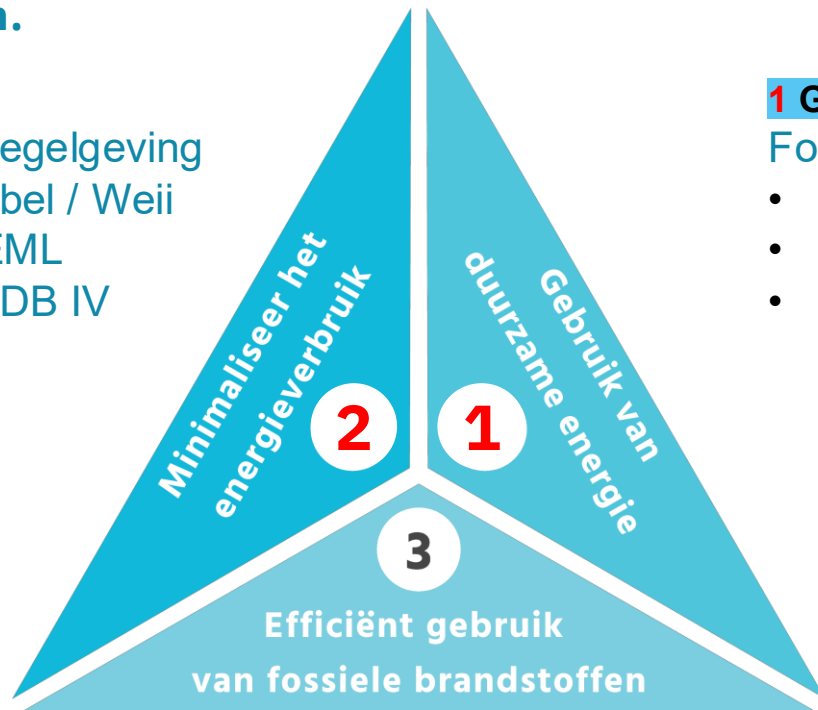 n.
egelgeving
bel / Weii
EML
DB IV
1 G
Fo
•
•
•
Minimaliseer het
energieverbruik
2
1
Gebruik van
duurzame energie
3
Efficiënt gebruik
van fossiele brandstoffen